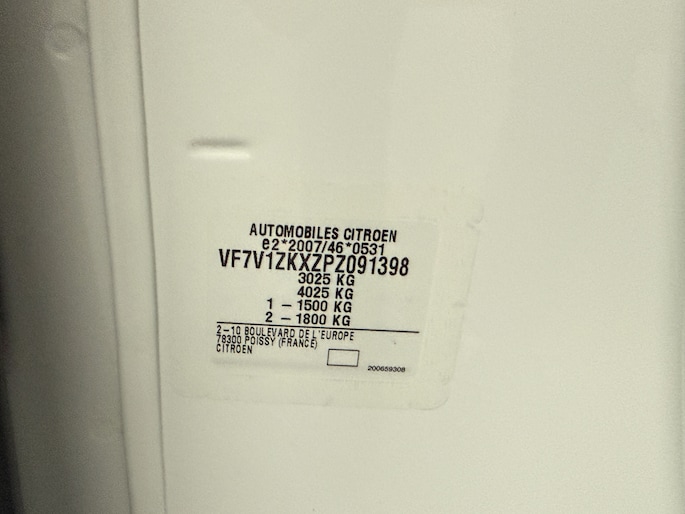 AUTOMOBILES CITROEN
e2*2007/46*0531
VF7V1ZKXZPZ091398
3025 KG
4025 KG
1 – 1500 KG
2 – 1800 KG
2–10 BOULEVARD DE L'EUROPE
78300 POISSY (FRANCE)
CITROEN
200659308